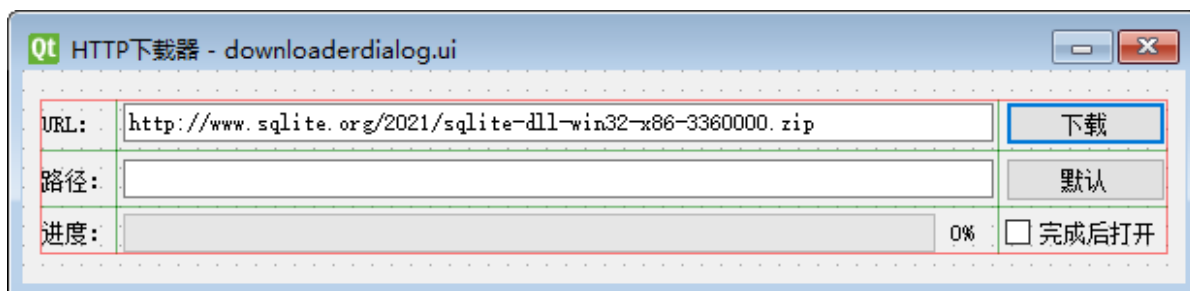 Qt HTTP下载器 - downloaderdialog.ui
URL: http://www.sqlite.org/2021/sqlite-dll-win32-x86-3360000.zip 下载
路径: 默认
进度: 0% 完成后打开